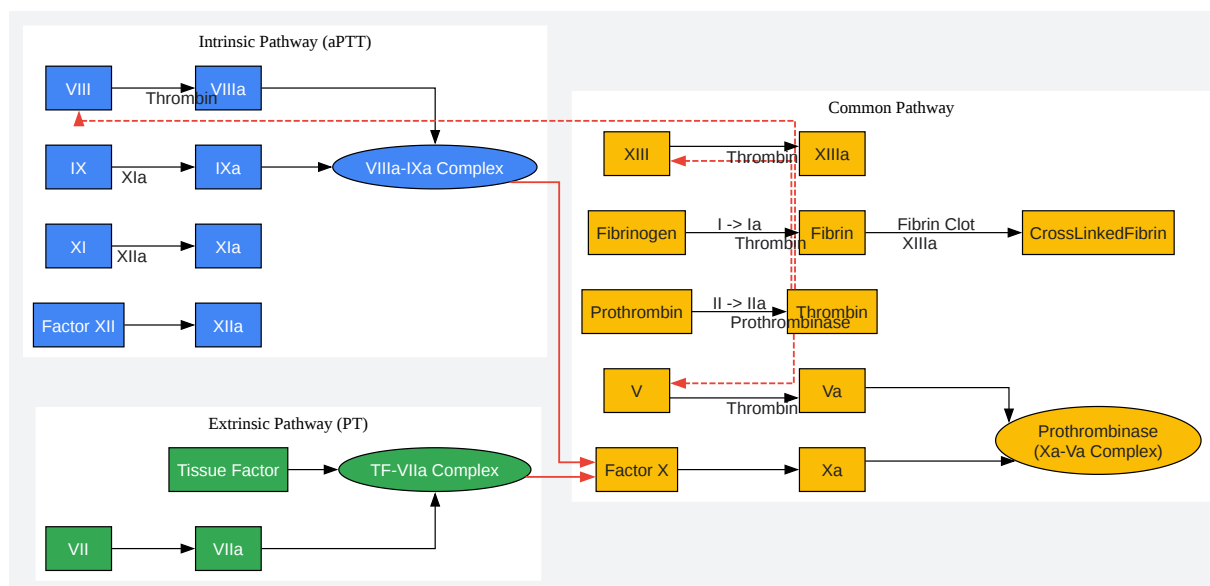 Intrinsic Pathway (aPTT)
VIII
Thrombin
VIIIa
IX
XIa
IXa
VIIIa-IXa Complex
XI
XIIa
XIa
Factor XII
XIIa
Extrinsic Pathway (PT)
Tissue Factor
TF-VIIa Complex
VII
VIIa
Common Pathway
XIII
Thrombin
XIIIa
Fibrinogen
I -> Ia
Thrombin
Fibrin
Fibrin Clot
XIIIa
CrossLinkedFibrin
Prothrombin
II -> IIa
Prothrombinase
Thrombin
V
Thrombin
Va
Prothrombinase
(Xa-Va Complex)
Factor X
Xa